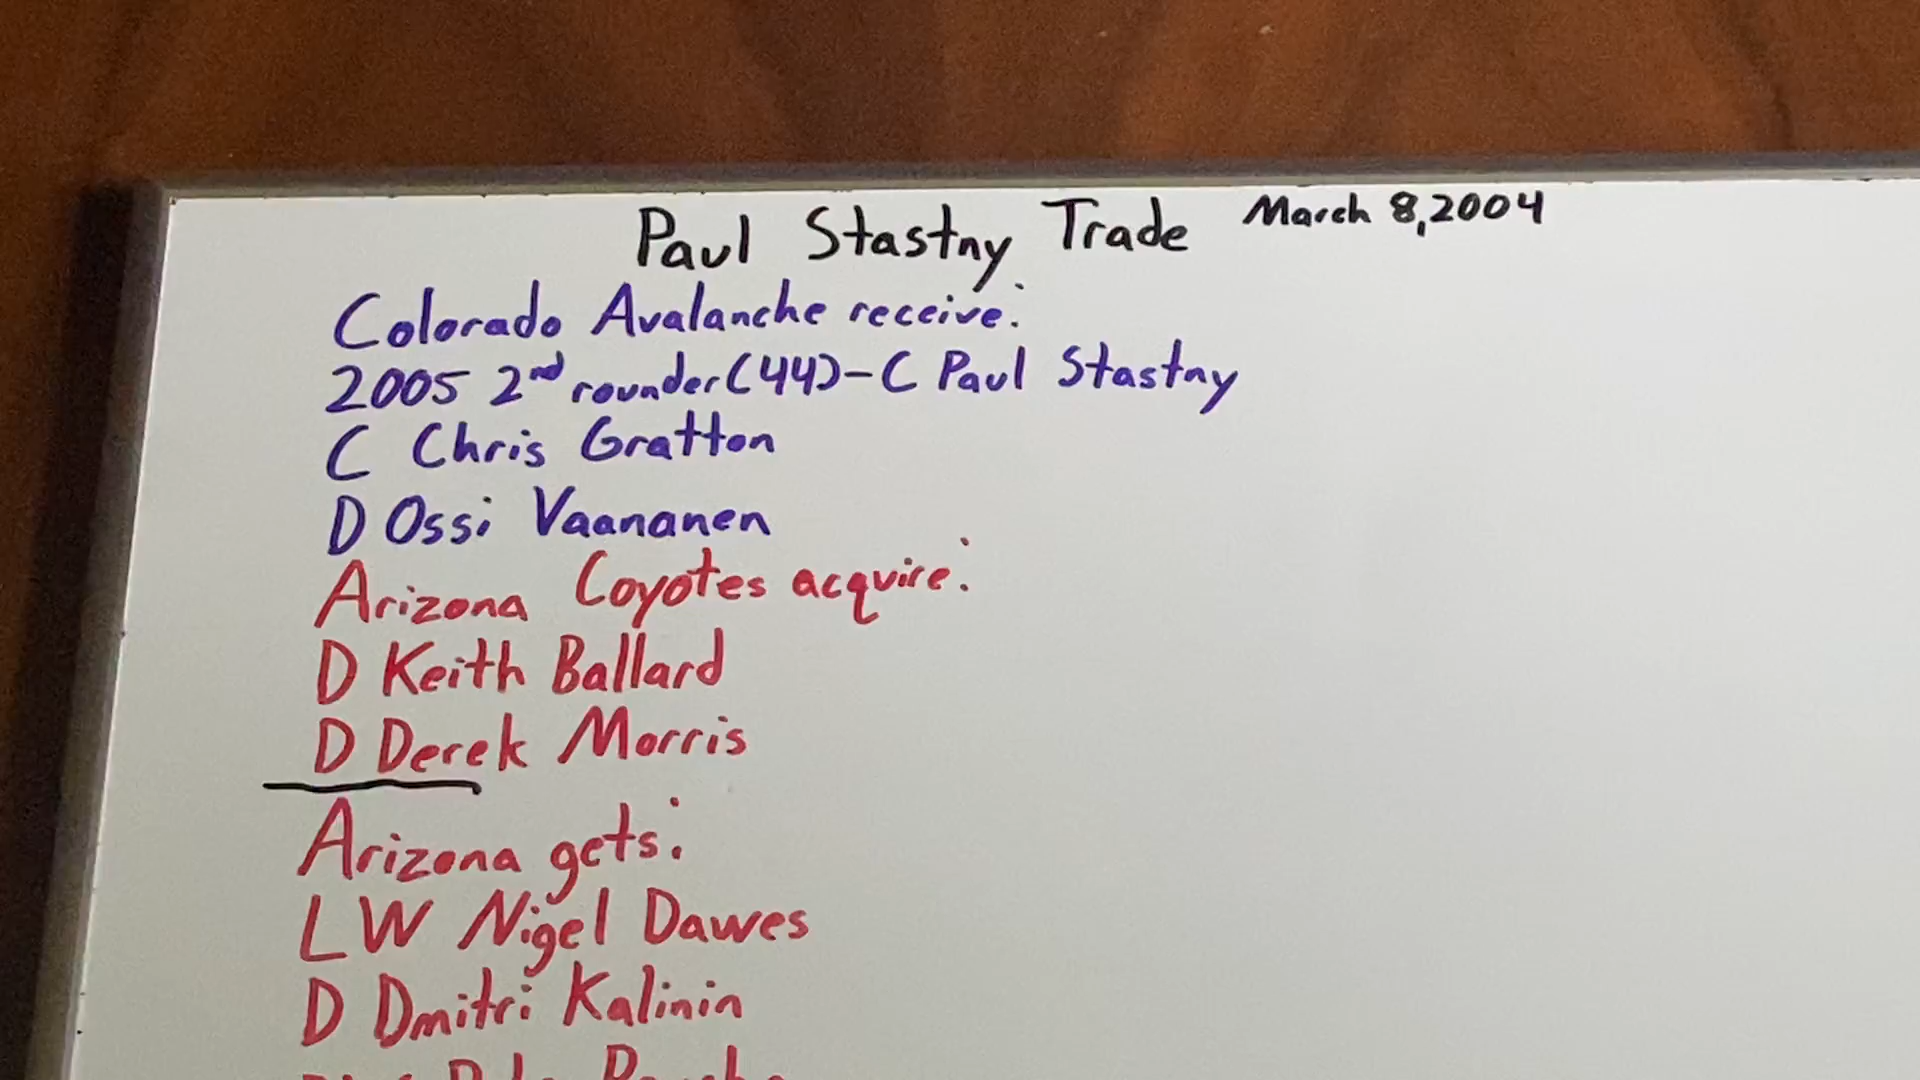 Paul Stastny Trade March 8, 2004
Colorado Avalanche receive:
2005 2nd rounder (44) - C Paul Stastny
C Chris Gratton
D Ossi Vaananen
Arizona Coyotes acquire:
D Keith Ballard
D Derek Morris
Arizona gets:
LW Nigel Dawes
D Dmitri Kalinin